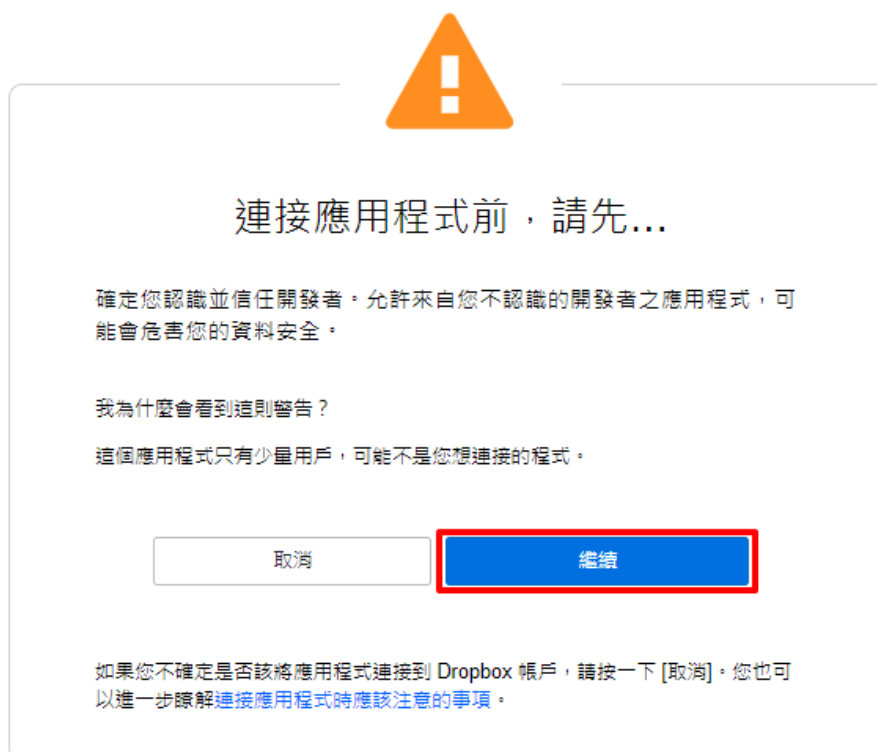 連接應用程式前，請先...
確定您認識並信任開發者。允許來自您不認識的開發者之應用程式，可
能會危害您的資料安全。
我為什麼會看到這則警告？
這個應用程式只有少量用戶，可能不是您想連接的程式。
取消
繼續
如果您不確定是否該將應用程式連接到 Dropbox 帳戶，請按一下 [取消]。您也可
以進一步瞭解連接應用程式時應該注意的事項。